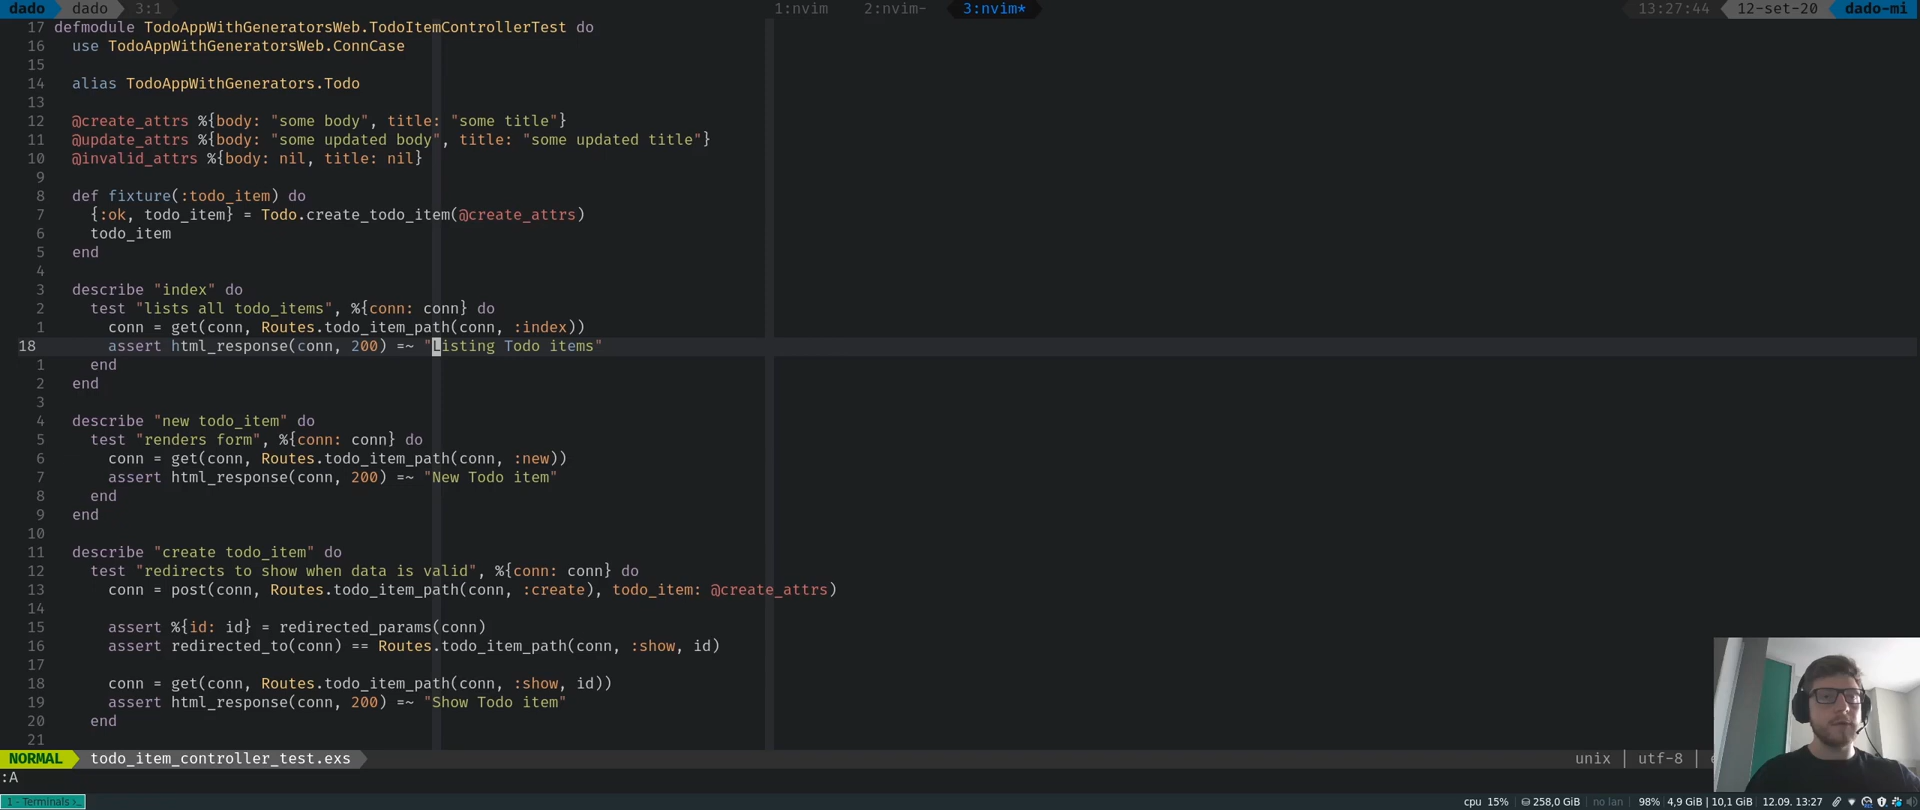 dado dado 3:1 1:nvim 2:nvim- 3:nvim* 13:27:44 12-set-20 dado-mi
17 defmodule TodoAppWithGeneratorsWeb.TodoItemControllerTest do
16 use TodoAppWithGeneratorsWeb.ConnCase
15
14 alias TodoAppWithGenerators.Todo
13
12 @create_attrs %{body: "some body", title: "some title"}
11 @update_attrs %{body: "some updated body", title: "some updated title"}
10 @invalid_attrs %{body: nil, title: nil}
9
8 def fixture(:todo_item) do
7 {:ok, todo_item} = Todo.create_todo_item(@create_attrs)
6 todo_item
5 end
4
3 describe "index" do
2 test "lists all todo_items", %{conn: conn} do
1 conn = get(conn, Routes.todo_item_path(conn, :index))
18 assert html_response(conn, 200) =~ "Listing Todo items"
1 end
2 end
3
4 describe "new todo_item" do
5 test "renders form", %{conn: conn} do
6 conn = get(conn, Routes.todo_item_path(conn, :new))
7 assert html_response(conn, 200) =~ "New Todo item"
8 end
9 end
10
11 describe "create todo_item" do
12 test "redirects to show when data is valid", %{conn: conn} do
13 conn = post(conn, Routes.todo_item_path(conn, :create), todo_item: @create_attrs)
14
15 assert %{id: id} = redirected_params(conn)
16 assert redirected_to(conn) == Routes.todo_item_path(conn, :show, id)
17
18 conn = get(conn, Routes.todo_item_path(conn, :show, id))
19 assert html_response(conn, 200) =~ "Show Todo item"
20 end
21
NORMAL todo_item_controller_test.exs unix | utf-8 |
:A
1 - Terminals cpu 15% 258,0 GiB no lan 98% 4,9 GiB | 10,1 GiB 12.09. 13:27